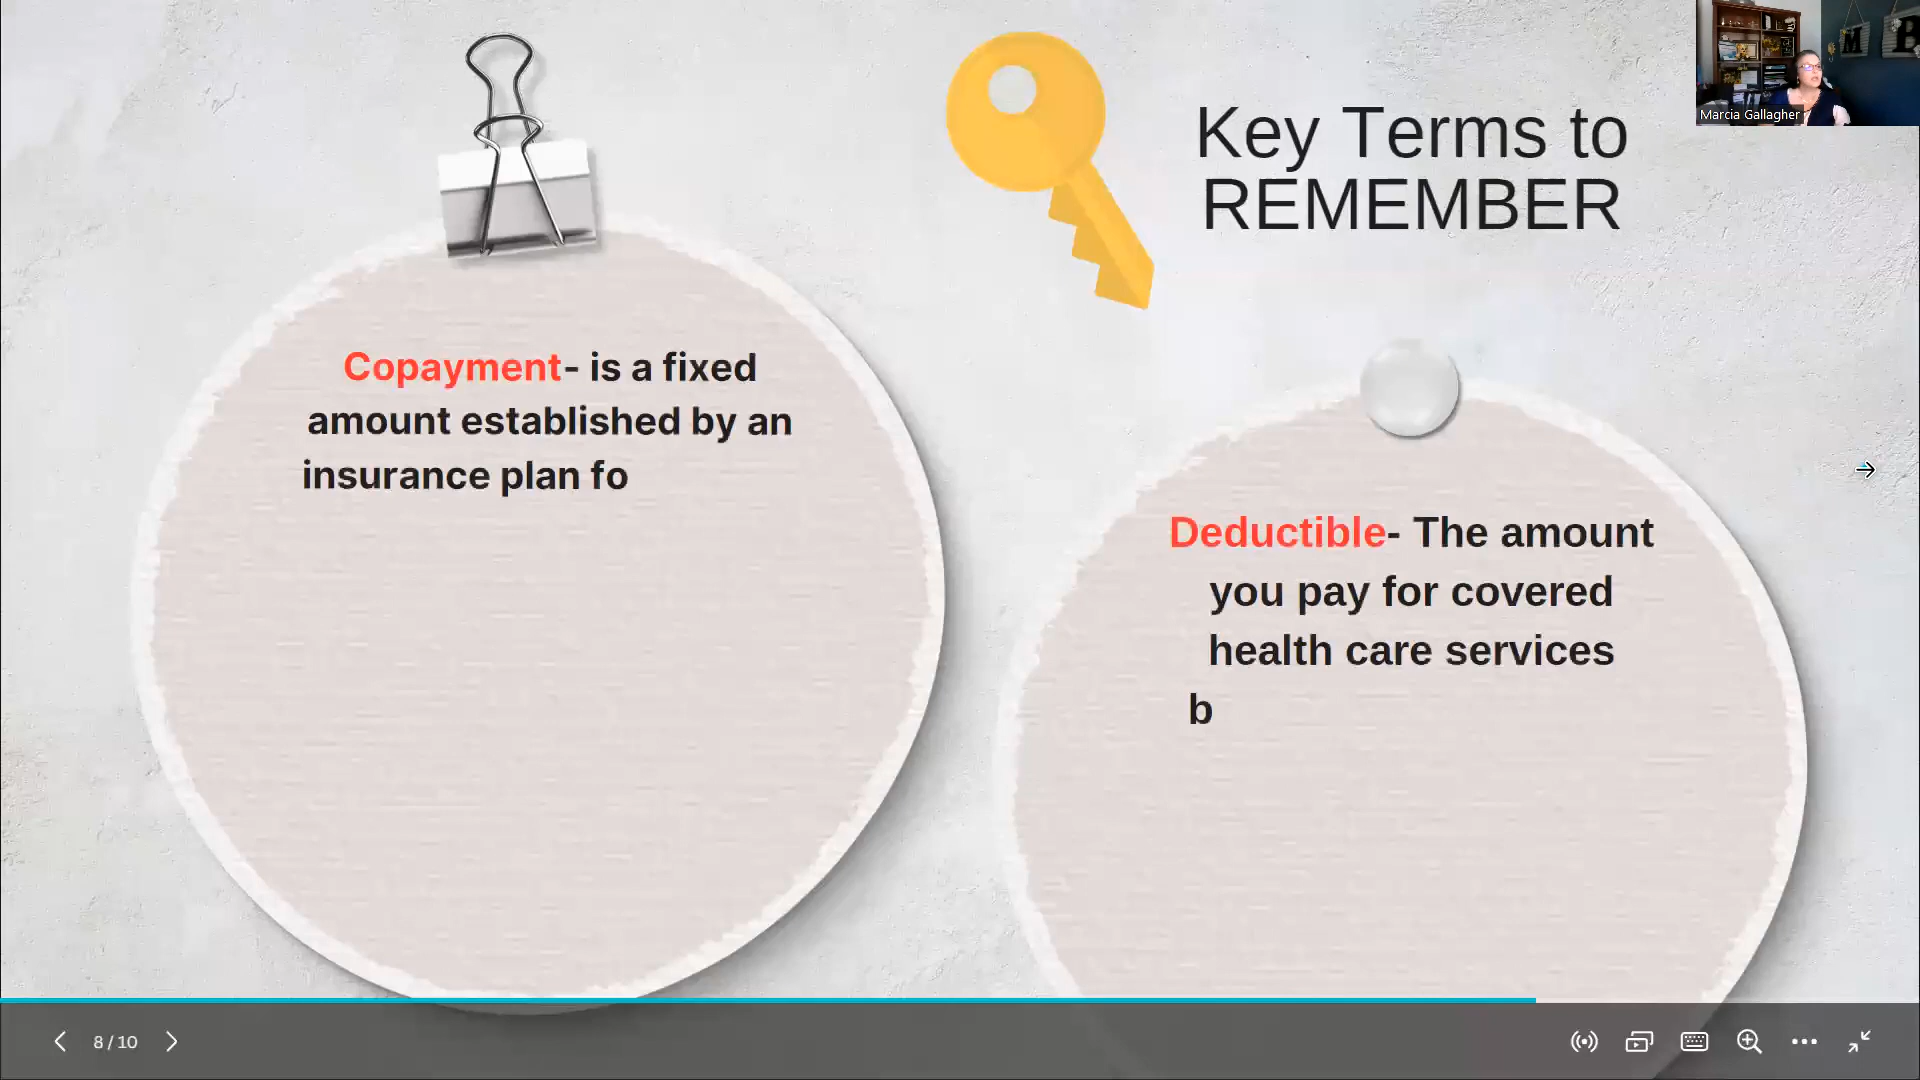 Key Terms to
REMEMBER
Marcia Gallagher
M
B
Copayment- is a fixed
amount established by an
insurance plan fo
Deductible- The amount
you pay for covered
health care services
b
8 / 10